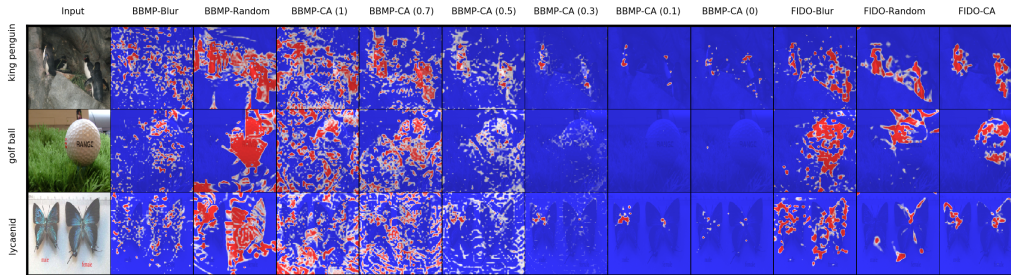 Input BBMP-Blur BBMP-Random BBMP-CA (1) BBMP-CA (0.7) BBMP-CA (0.5) BBMP-CA (0.3) BBMP-CA (0.1) BBMP-CA (0) FIDO-Blur FIDO-Random FIDO-CA
king penguin
golf ball
RANGE
lycaenid